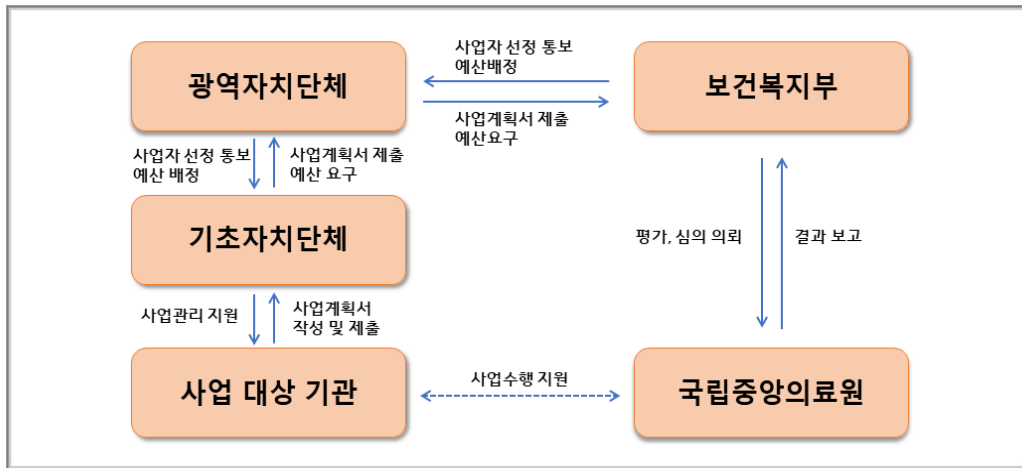 광역자치단체
사업자 선정 통보
예산배정
사업계획서 제출
예산요구
보건복지부
사업자 선정 통보
예산 배정
사업계획서 제출
예산 요구
기초자치단체
평가, 심의 의뢰
결과 보고
사업관리 지원
사업계획서
작성 및 제출
사업 대상 기관
사업수행 지원
국립중앙의료원